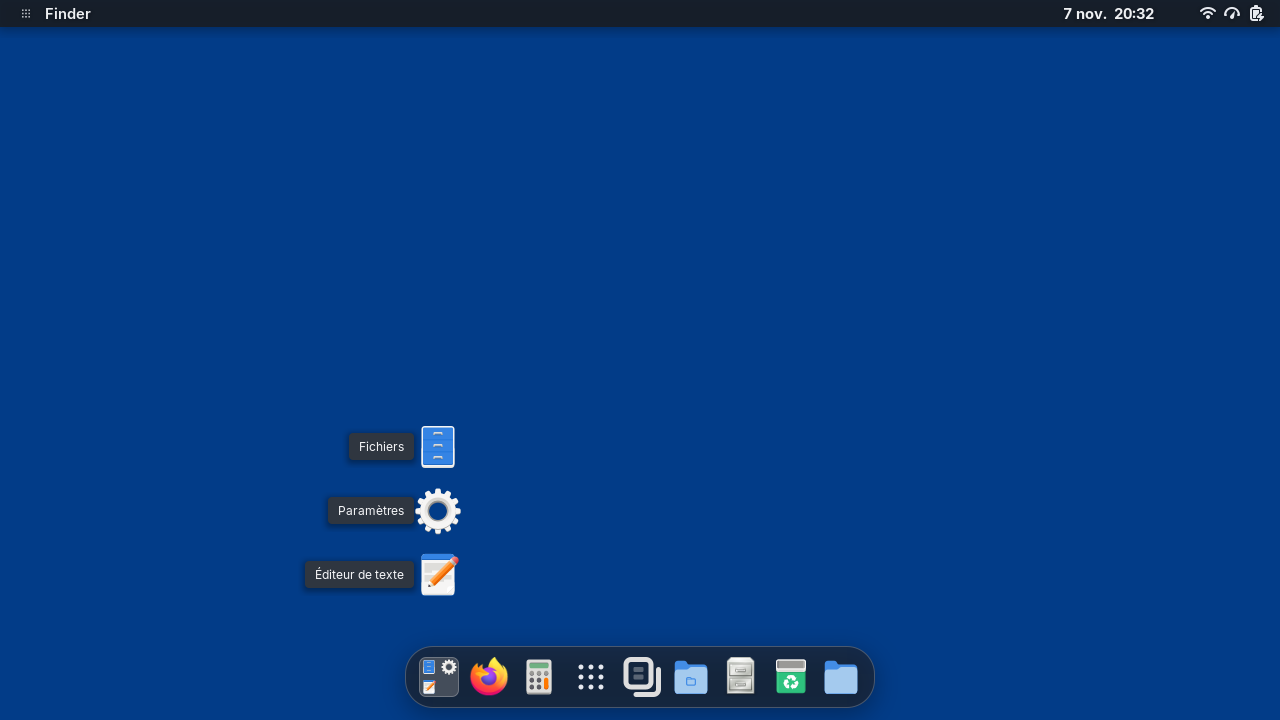 Finder
7 nov. 20:32
Fichiers
Paramètres
Éditeur de texte